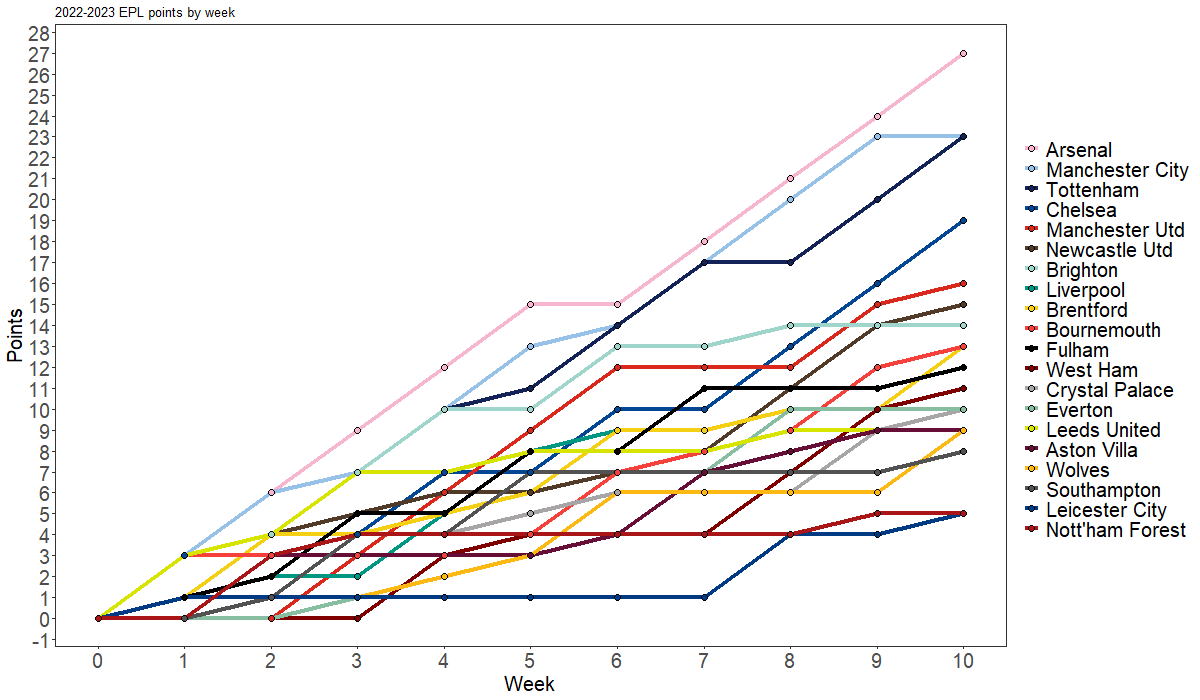 2022-2023 EPL points by week
28
27
26
25
24
23
22
21
20
19
18
17
16
15
14
13
12
11
10
9
8
7
6
5
4
3
2
1
0
-1
Points
0 1 2 3 4 5 6 7 8 9 10
Week
Arsenal
Manchester City
Tottenham
Chelsea
Manchester Utd
Newcastle Utd
Brighton
Liverpool
Brentford
Bournemouth
Fulham
West Ham
Crystal Palace
Everton
Leeds United
Aston Villa
Wolves
Southampton
Leicester City
Nott'ham Forest